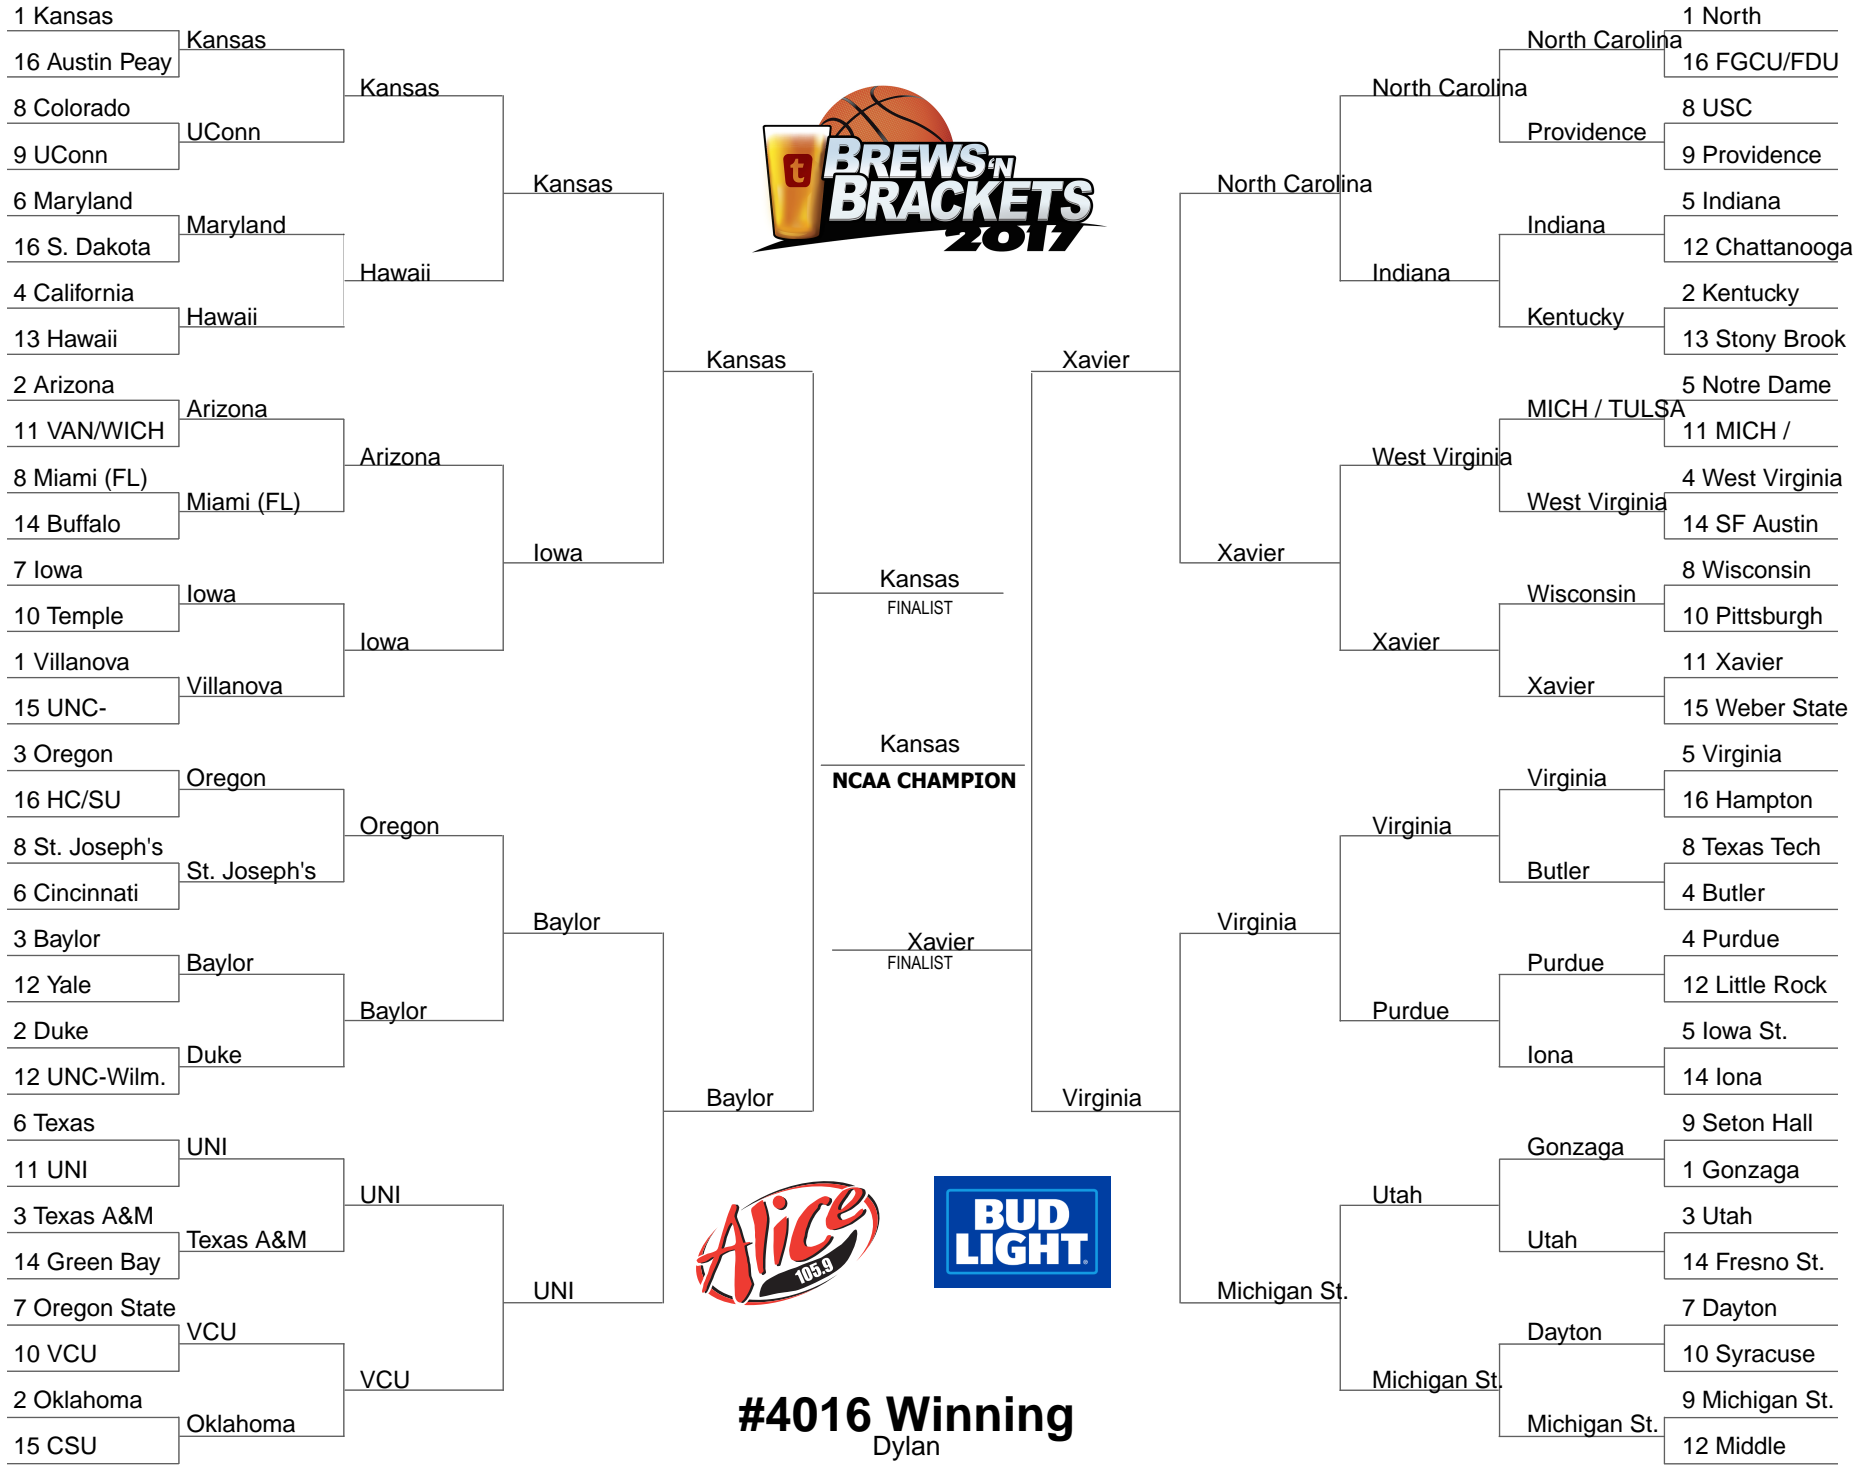 1 Kansas
16 Austin Peay
8 Colorado
9 UConn
6 Maryland
16 S. Dakota
4 California
13 Hawaii
2 Arizona
11 VAN/WICH
8 Miami (FL)
14 Buffalo
7 Iowa
10 Temple
1 Villanova
15 UNC-
3 Oregon
16 HC/SU
8 St. Joseph's
6 Cincinnati
3 Baylor
12 Yale
2 Duke
12 UNC-Wilm.
6 Texas
11 UNI
3 Texas A&M
14 Green Bay
7 Oregon State
10 VCU
2 Oklahoma
15 CSU
Kansas
UConn
Maryland
Hawaii
Arizona
Miami (FL)
Iowa
Villanova
Oregon
St. Joseph's
Baylor
Duke
UNI
Texas A&M
VCU
Oklahoma
Kansas
Hawaii
Arizona
Iowa
Oregon
Baylor
UNI
VCU
Kansas
Iowa
Baylor
UNI
Kansas
Baylor
t
BREWS 'N
BRACKETS
2017
Kansas
FINALIST
Kansas
NCAA CHAMPION
Xavier
FINALIST
Alice
105.9
BUD
LIGHT
#4016 Winning
Dylan
Xavier
Virginia
North Carolina
Xavier
Virginia
Michigan St.
North Carolina
Indiana
West Virginia
Xavier
Virginia
Purdue
Utah
Michigan St.
North Carolina
Providence
Indiana
Kentucky
MICH / TULSA
West Virginia
Wisconsin
Xavier
Virginia
Butler
Purdue
Iona
Gonzaga
Utah
Dayton
Michigan St.
1 North
16 FGCU/FDU
8 USC
9 Providence
5 Indiana
12 Chattanooga
2 Kentucky
13 Stony Brook
5 Notre Dame
11 MICH /
4 West Virginia
14 SF Austin
8 Wisconsin
10 Pittsburgh
11 Xavier
15 Weber State
5 Virginia
16 Hampton
8 Texas Tech
4 Butler
4 Purdue
12 Little Rock
5 Iowa St.
14 Iona
9 Seton Hall
1 Gonzaga
3 Utah
14 Fresno St.
7 Dayton
10 Syracuse
9 Michigan St.
12 Middle